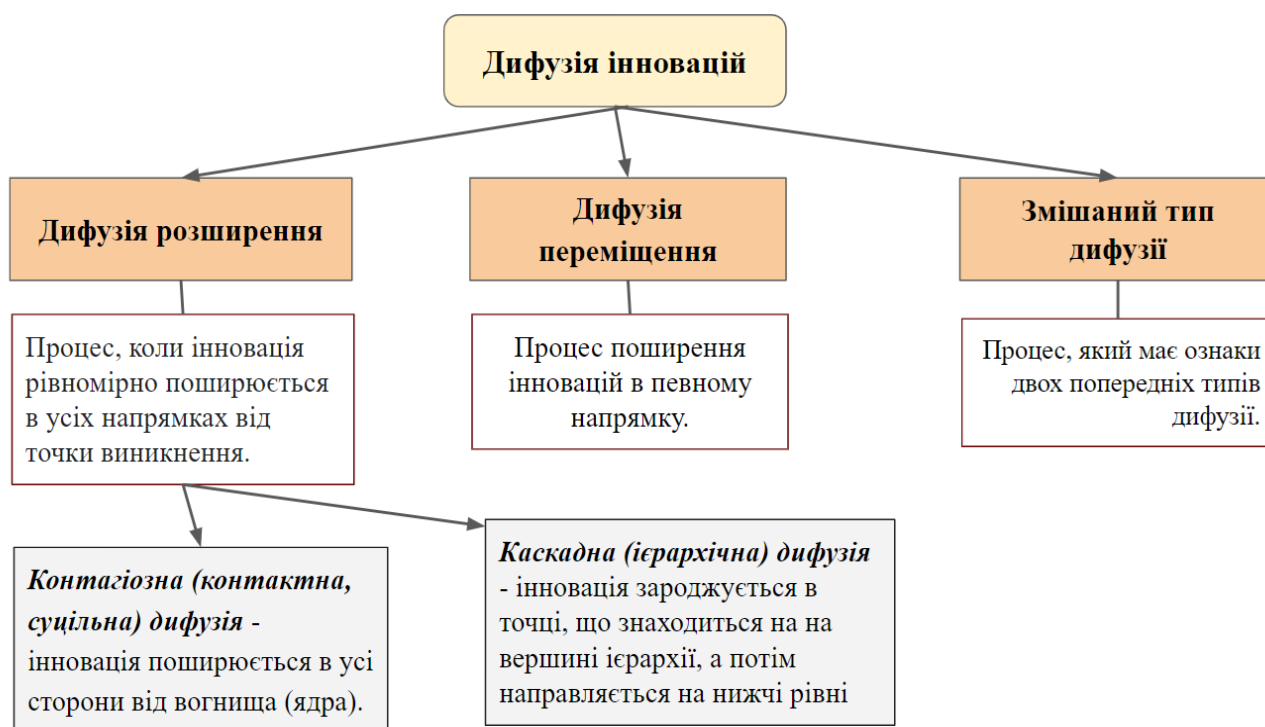 Дифузія інновацій
Дифузія розширення
Дифузія
переміщення
Змішаний тип
дифузії
Процес, коли інновація
рівномірно поширюється
в усіх напрямках від
точки виникнення.
Процес поширення
інновацій в певному
напрямку.
Процес, який має ознаки
двох попередніх типів
дифузії.
Контагіозна (контактна,
суцільна) дифузія -
інновація поширюється в усі
сторони від вогнища (ядра).
Каскадна (ієрархічна) дифузія
- інновація зароджується в
точці, що знаходиться на на
вершині ієрархії, а потім
направляється на нижчі рівні